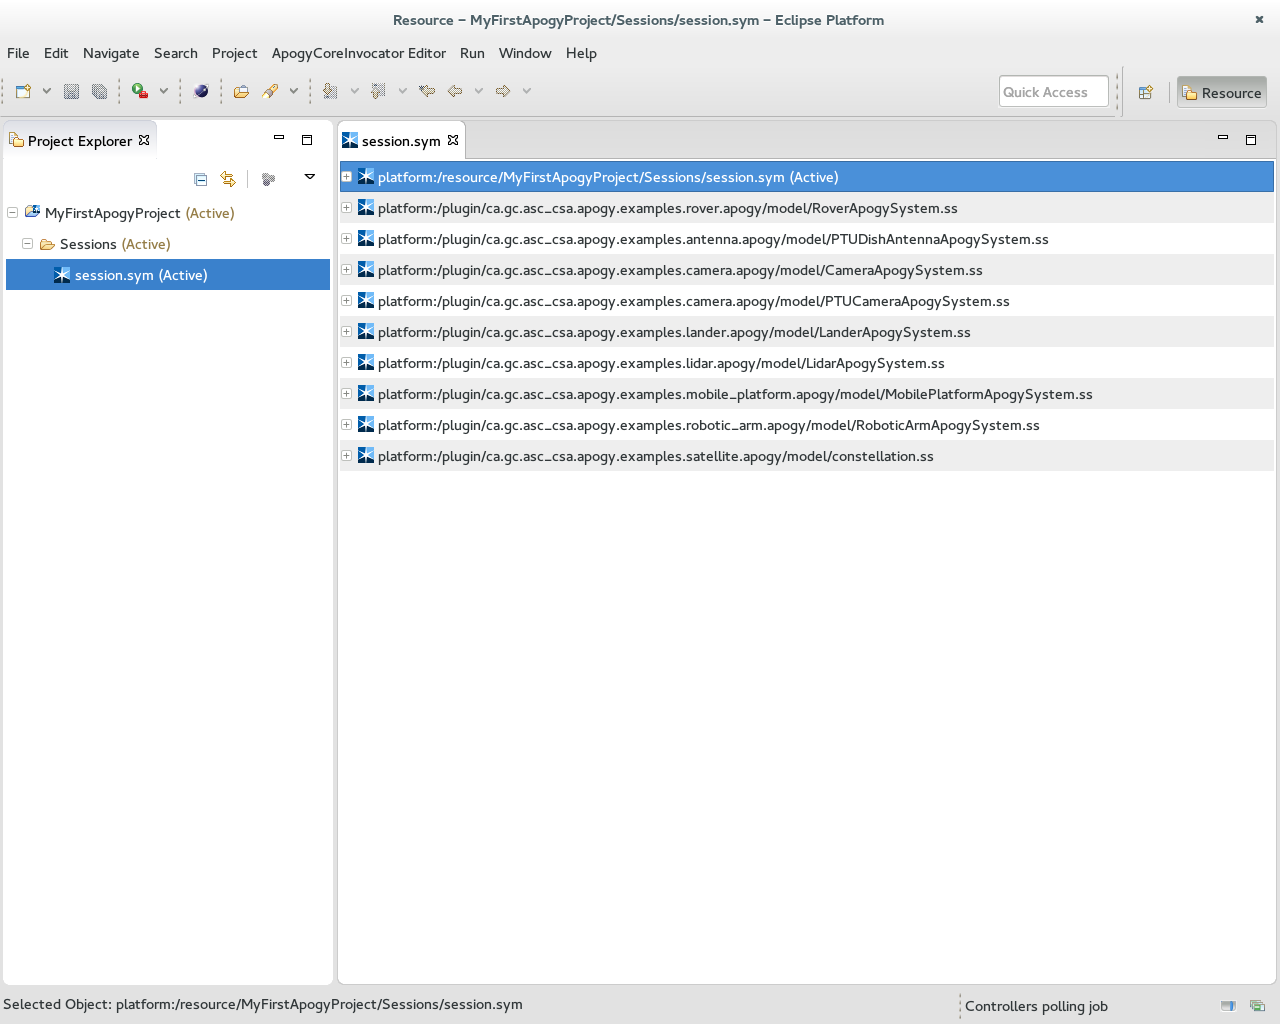 Resource – MyFirstApogyProject/Sessions/session.sym – Eclipse Platform
File Edit Navigate Search Project ApogyCoreInvocator Editor Run Window Help
Quick Access
Resource
Project Explorer
session.sym
MyFirstApogyProject (Active)
Sessions (Active)
session.sym (Active)
platform:/resource/MyFirstApogyProject/Sessions/session.sym (Active)
platform:/plugin/ca.gc.asc_csa.apogy.examples.rover.apogy/model/RoverApogySystem.ss
platform:/plugin/ca.gc.asc_csa.apogy.examples.antenna.apogy/model/PTUDishAntennaApogySystem.ss
platform:/plugin/ca.gc.asc_csa.apogy.examples.camera.apogy/model/CameraApogySystem.ss
platform:/plugin/ca.gc.asc_csa.apogy.examples.camera.apogy/model/PTUCameraApogySystem.ss
platform:/plugin/ca.gc.asc_csa.apogy.examples.lander.apogy/model/LanderApogySystem.ss
platform:/plugin/ca.gc.asc_csa.apogy.examples.lidar.apogy/model/LidarApogySystem.ss
platform:/plugin/ca.gc.asc_csa.apogy.examples.mobile_platform.apogy/model/MobilePlatformApogySystem.ss
platform:/plugin/ca.gc.asc_csa.apogy.examples.robotic_arm.apogy/model/RoboticArmApogySystem.ss
platform:/plugin/ca.gc.asc_csa.apogy.examples.satellite.apogy/model/constellation.ss
Selected Object: platform:/resource/MyFirstApogyProject/Sessions/session.sym
Controllers polling job